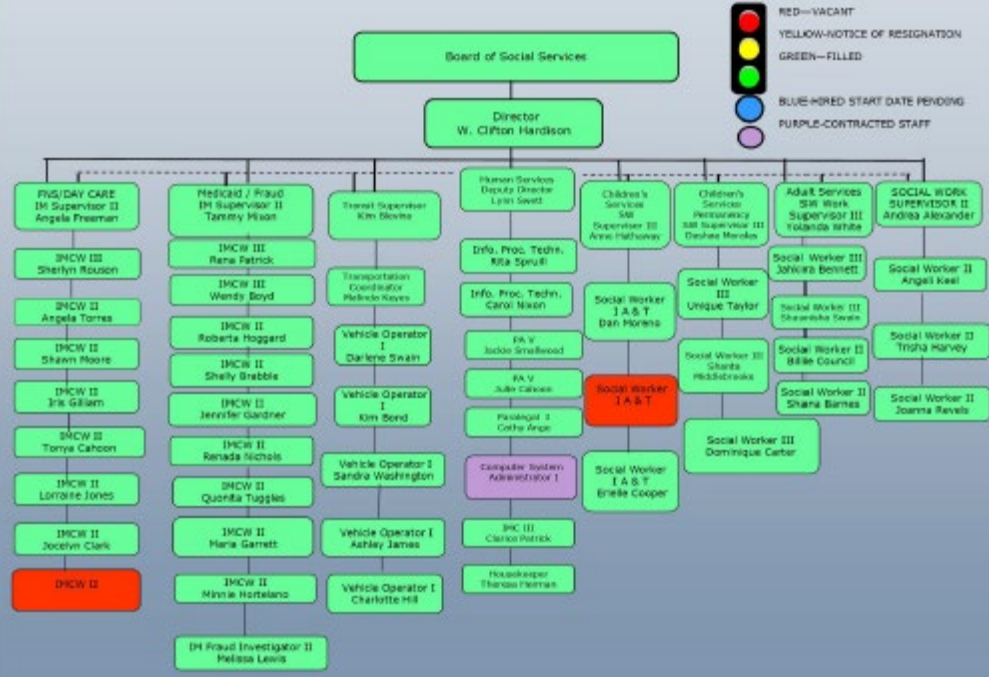 RED—VACANT
YELLOW-NOTICE OF RESIGNATION
GREEN—FILLED
BLUE-HIRED START DATE PENDING
PURPLE-CONTRACTED STAFF
Board of Social Services
Director
W. Clifton Hardison
FNS/DAY CARE
IM Supervisor II
Angela Freeman
IMCW III
Sherlyn Rouson
IMCW II
Angela Torres
IMCW II
Shawn Moore
IMCW II
Iris Gilliam
IMCW II
Tonya Cahoon
IMCW II
Lorraine Jones
IMCW II
Jocelyn Clark
IMCW II
Medicaid / Fraud
IM Supervisor II
Tammy Mixon
IMCW III
Rena Patrick
IMCW III
Wendy Boyd
IMCW II
Roberta Hoggard
IMCW II
Shelly Brabble
IMCW II
Jennifer Gardner
IMCW II
Renada Nichols
IMCW II
Quonita Tuggles
IMCW II
Maria Garrett
IMCW II
Minnie Hortelano
IM Fraud Investigator II
Melissa Lewis
Transit Supervisor
Kim Blevins
Transportation
Coordinator
Melinda Keyes
Vehicle Operator
I
Darlene Swain
Vehicle Operator
I
Kim Bond
Vehicle Operator I
Sandra Washington
Vehicle Operator I
Ashley James
Vehicle Operator I
Charlotte Hill
Human Services
Deputy Director
Lynn Swett
Info. Proc. Techn.
Rita Spruill
Info. Proc. Techn.
Carol Nixon
PA V
Jackie Smallwood
PA V
Julie Cahoon
Paralegal I
Cathy Ange
Computer System
Administrator I
IMC III
Clarice Patrick
Housekeeper
Theresa Herman
Children's
Services
SW
Supervisor III
Anne Hathaway
Social Worker
I A & T
Dan Moreno
Social Worker
I A & T
Social Worker
I A & T
Brielle Cooper
Children's
Services
Permanency
SW Supervisor III
Morales
Social Worker
III
Unique Taylor
Social Worker III
Shanta
Middlebrooks
Social Worker III
Dominique Carter
Adult Services
SW Work
Supervisor III
Yolanda White
Social Worker III
Jahkira Bennett
Social Worker III
Swain
Social Worker II
Billie Council
Social Worker II
Shana Barnes
SOCIAL WORK
SUPERVISOR II
Andrea Alexander
Social Worker II
Angeli Keel
Social Worker II
Trisha Harvey
Social Worker II
Joanna Revels